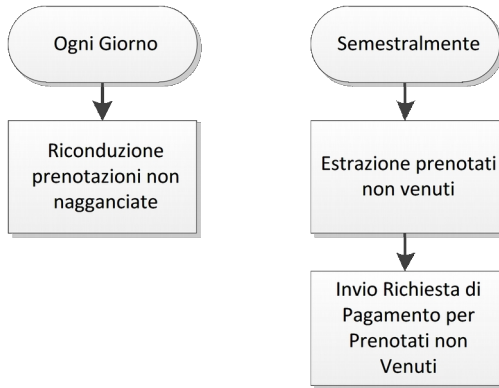 Ogni Giorno
Riconduzione
prenotazioni non
nagganciate
Semestralmente
Estrazione prenotati
non venuti
Invio Richiesta di
Pagamento per
Prenotati non
Venuti